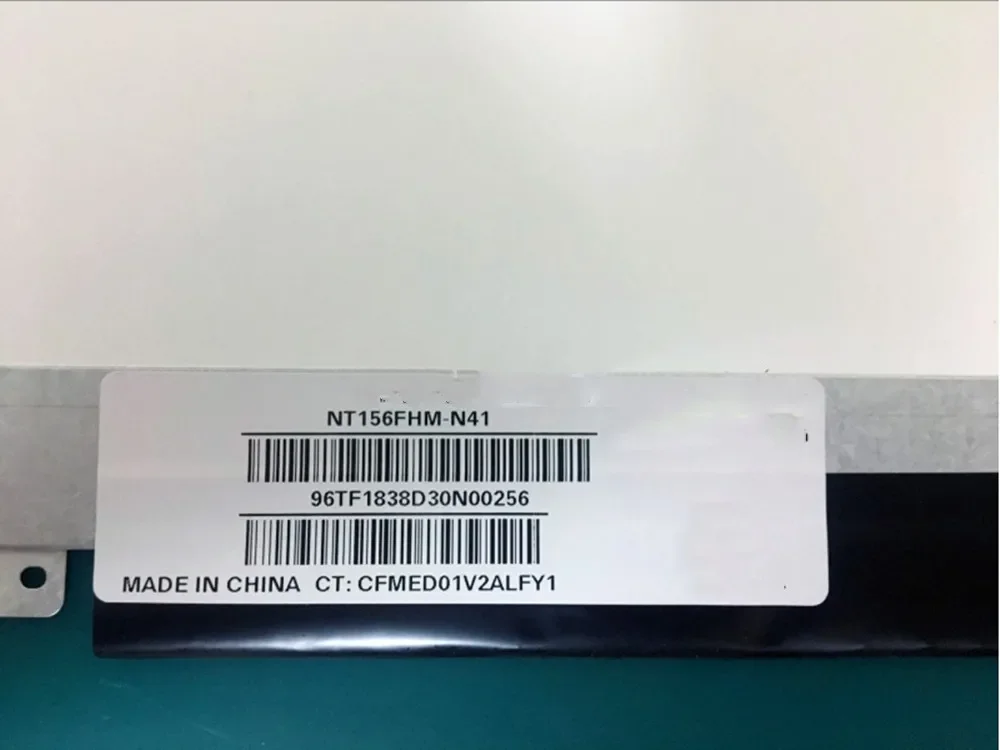 NT156FHM-N41
96TF1838D30N00256
MADE IN CHINA CT: CFMED01V2ALFY1